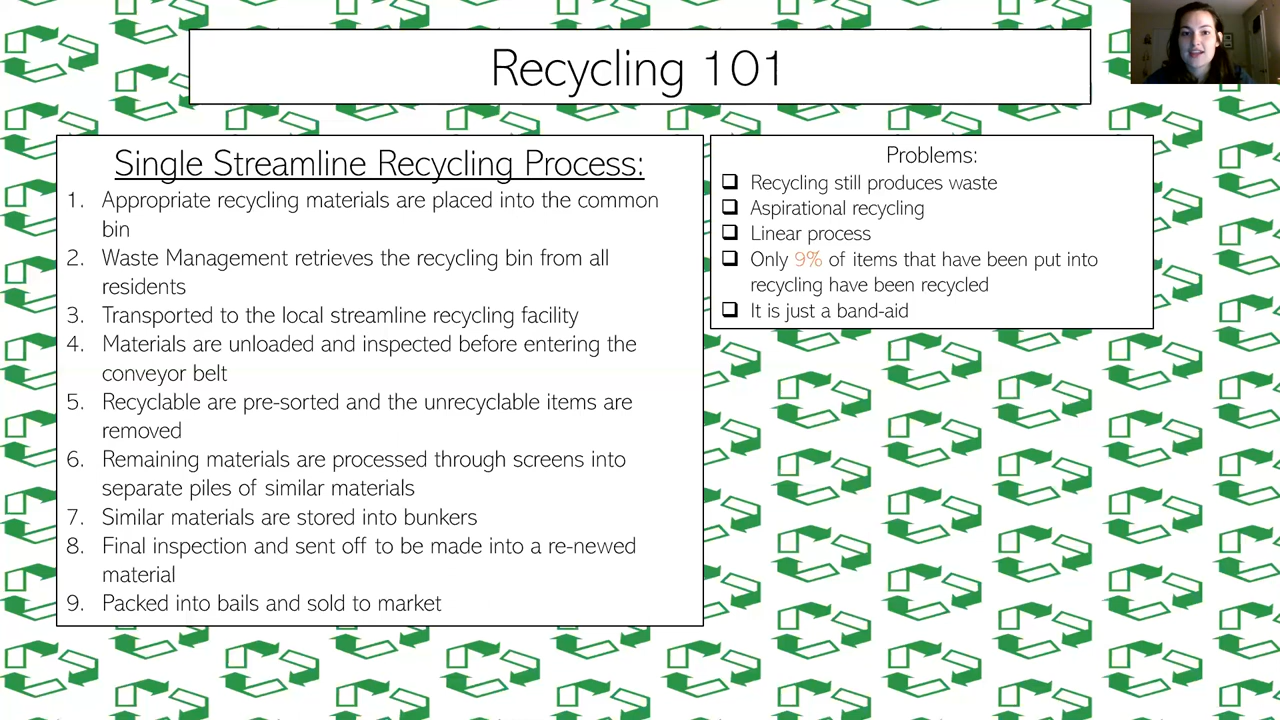 Recycling 101
Single Streamline Recycling Process:
1. Appropriate recycling materials are placed into the common
bin
2. Waste Management retrieves the recycling bin from all
residents
3. Transported to the local streamline recycling facility
4. Materials are unloaded and inspected before entering the
conveyor belt
5. Recyclable are pre-sorted and the unrecyclable items are
removed
6. Remaining materials are processed through screens into
separate piles of similar materials
7. Similar materials are stored into bunkers
8. Final inspection and sent off to be made into a re-newed
material
9. Packed into bails and sold to market
Problems:
Recycling still produces waste
Aspirational recycling
Linear process
Only 9% of items that have been put into
recycling have been recycled
It is just a band-aid